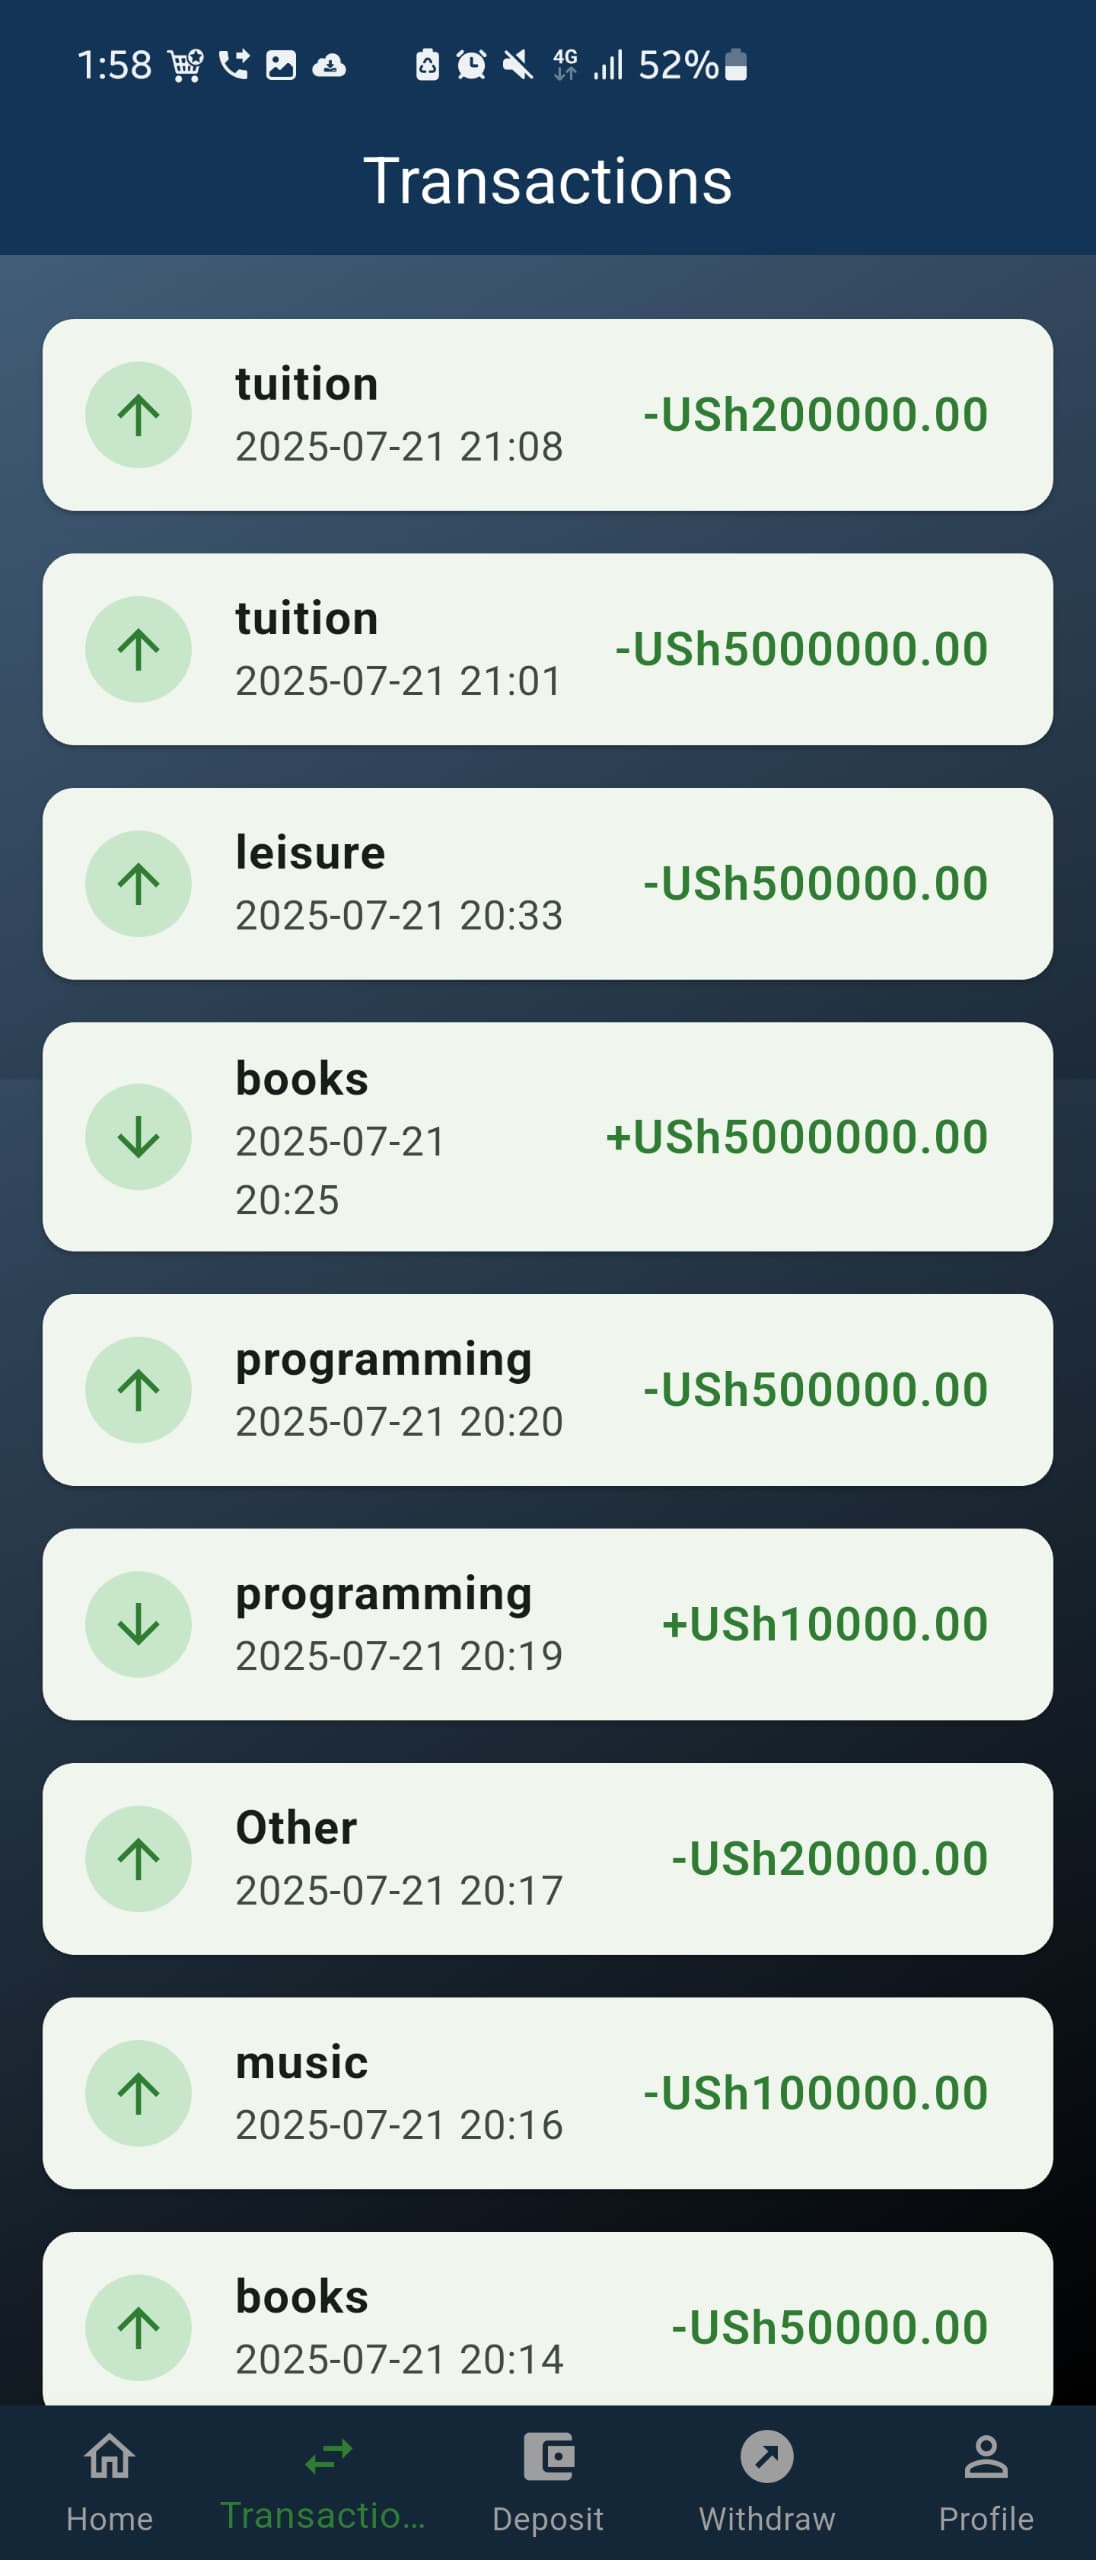 1:58 4G 52%
Transactions
tuition
2025-07-21 21:08
-USh200000.00
tuition
2025-07-21 21:01
-USh5000000.00
leisure
2025-07-21 20:33
-USh500000.00
books
2025-07-21
20:25
+USh5000000.00
programming
2025-07-21 20:20
-USh500000.00
programming
2025-07-21 20:19
+USh10000.00
Other
2025-07-21 20:17
-USh20000.00
music
2025-07-21 20:16
-USh100000.00
books
2025-07-21 20:14
-USh50000.00
Home
Transactio...
Deposit
Withdraw
Profile